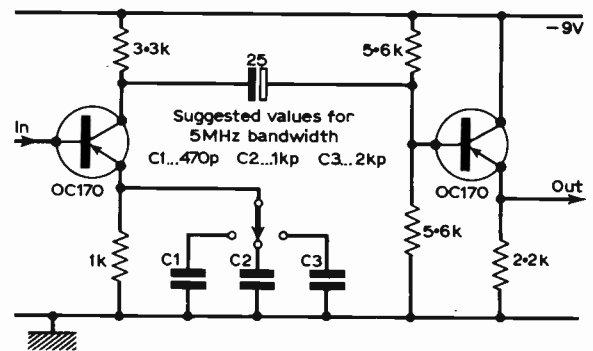 -9V
3•3k
5•6k
25
Suggested values for
5MHz bandwidth
C1...470p C2...1kp C3...2kp
In
OC170
OC170
Out
1k
C1
C2
C3
5•6k
2•2k